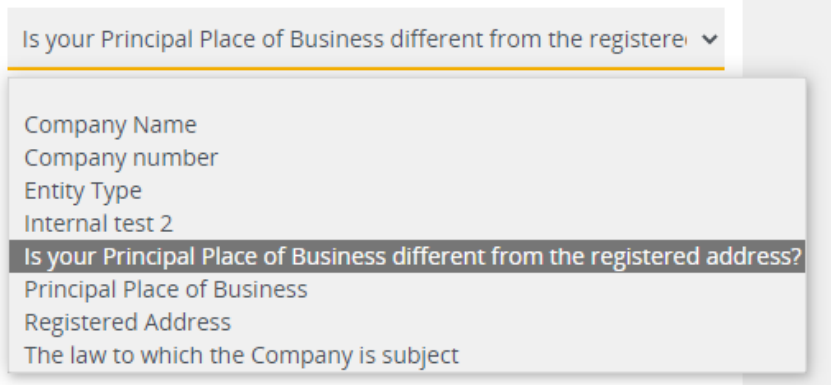 Is your Principal Place of Business different from the registere
Company Name
Company number
Entity Type
Internal test 2
Is your Principal Place of Business different from the registered address?
Principal Place of Business
Registered Address
The law to which the Company is subject